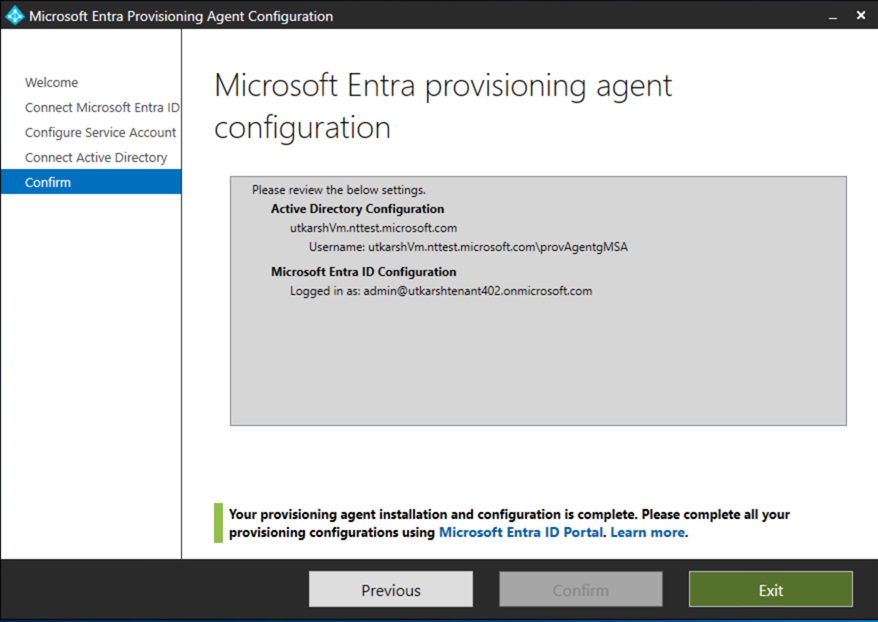 Microsoft Entra Provisioning Agent Configuration
Welcome
Connect Microsoft Entra ID
Configure Service Account
Connect Active Directory
Confirm
Microsoft Entra provisioning agent
configuration
Please review the below settings.
Active Directory Configuration
utkarshVm.nttest.microsoft.com
Username: utkarshVm.nttest.microsoft.com\provAgentgMSA
Microsoft Entra ID Configuration
Logged in as: admin@utkarshtenant402.onmicrosoft.com
Your provisioning agent installation and configuration is complete. Please complete all your
provisioning configurations using Microsoft Entra ID Portal. Learn more.
Previous
Confirm
Exit